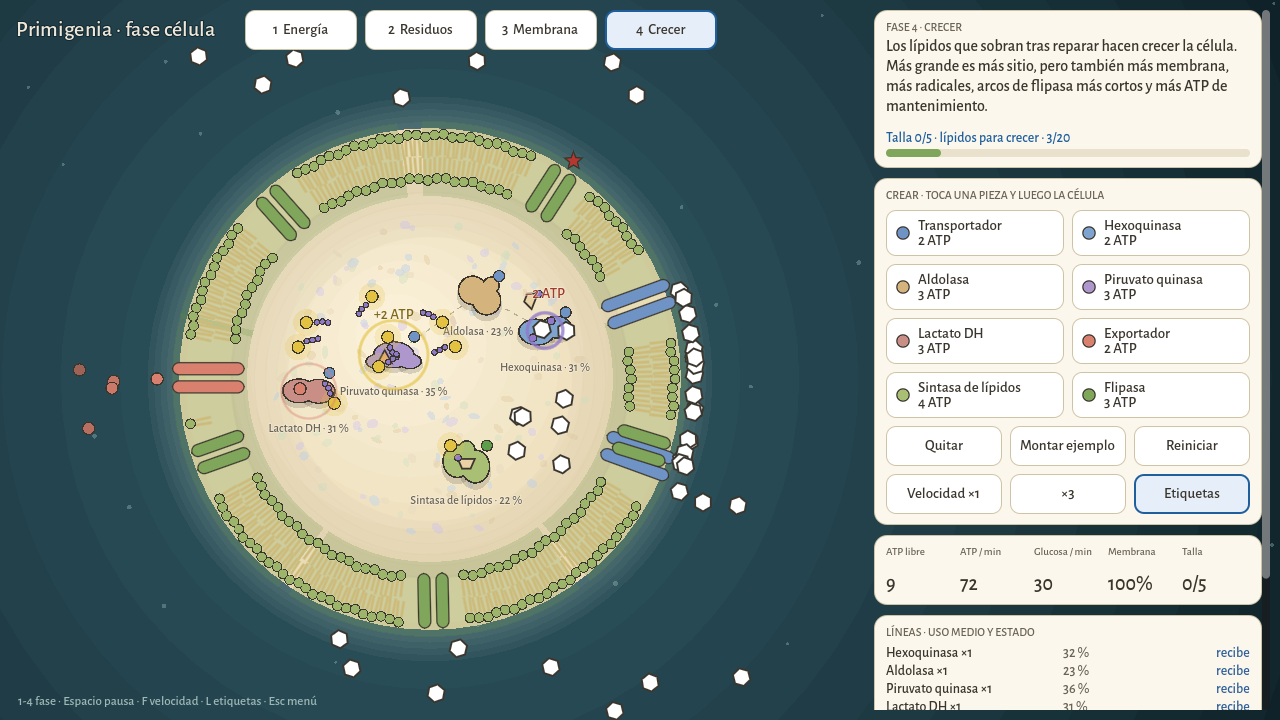 Primigenia · fase célula
1 Energía
2 Residuos
3 Membrana
4 Crecer
FASE 4 · CRECER
Los lípidos que sobran tras reparar hacen crecer la célula.
Más grande es más sitio, pero también más membrana,
más radicales, arcos de flipasa más cortos y más ATP de
mantenimiento.
Talla 0/5 · lípidos para crecer · 3/20
CREAR · TOCA UNA PIEZA Y LUEGO LA CÉLULA
Transportador
2 ATP
Hexoquinasa
2 ATP
Aldolasa
3 ATP
Piruvato quinasa
3 ATP
Lactato DH
3 ATP
Exportador
2 ATP
Sintasa de lípidos
4 ATP
Flipasa
3 ATP
Quitar
Montar ejemplo
Reiniciar
Velocidad ×1
×3
Etiquetas
ATP libre
ATP / min
Glucosa / min
Membrana
Talla
9
72
30
100%
0/5
LÍNEAS · USO MEDIO Y ESTADO
Hexoquinasa ×1 32 % recibe
Aldolasa ×1 23 % recibe
Piruvato quinasa ×1 36 % recibe
Lactato DH ×1 31 % recibe
−2 ATP
+2 ATP
Aldolasa · 23 %
Hexoquinasa · 31 %
Piruvato quinasa · 35 %
Lactato DH · 31 %
Sintasa de lípidos · 22 %
1-4 fase · Espacio pausa · F velocidad · L etiquetas · Esc menú